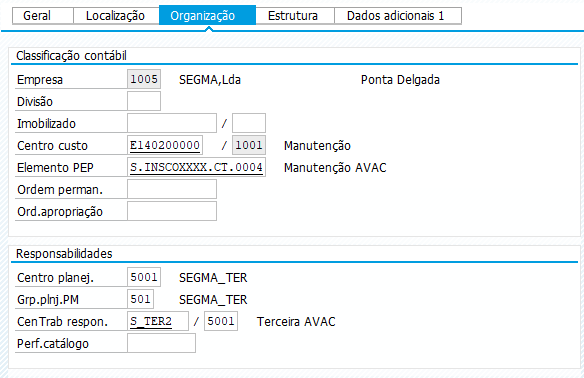 Geral Localização Organização Estrutura Dados adicionais 1
Classificação contábil
Empresa 1005 SEGMA,Lda Ponta Delgada
Divisão
Imobilizado /
Centro custo E140200000 / 1001 Manutenção
Elemento PEP S.INSCOXXXX.CT.0004 Manutenção AVAC
Ordem perman.
Ord.apropriação
Responsabilidades
Centro planej. 5001 SEGMA_TER
Grp.plnj.PM 501 SEGMA_TER
CenTrab respon. S_TER2 / 5001 Terceira AVAC
Perf.catálogo